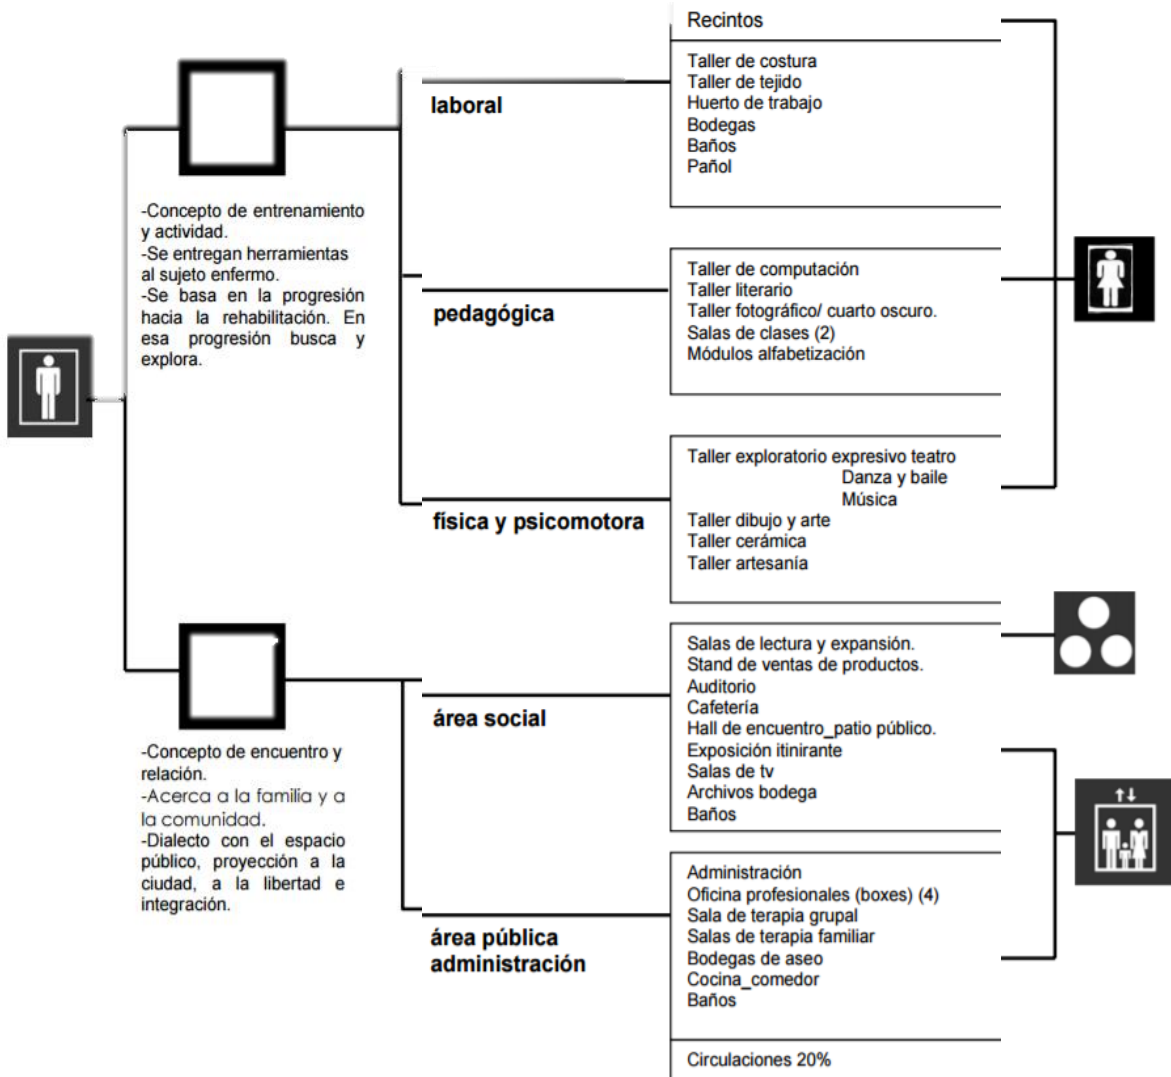 Recintos
Taller de costura
Taller de tejido
Huerto de trabajo
Bodegas
Baños
Pañol
laboral
-Concepto de entrenamiento
y actividad.
-Se entregan herramientas
al sujeto enfermo.
-Se basa en la progresión
hacia la rehabilitación. En
esa progresión busca y
explora.
pedagógica
Taller de computación
Taller literario
Taller fotográfico/ cuarto oscuro.
Salas de clases (2)
Módulos alfabetización
física y psicomotora
Taller exploratorio expresivo teatro
Danza y baile
Música
Taller dibujo y arte
Taller cerámica
Taller artesanía
-Concepto de encuentro y
relación.
-Acerca a la familia y a
la comunidad.
-Dialecto con el espacio
público, proyección a la
ciudad, a la libertad e
integración.
área social
Salas de lectura y expansión.
Stand de ventas de productos.
Auditorio
Cafetería
Hall de encuentro_patio público.
Exposición itinirante
Salas de tv
Archivos bodega
Baños
área pública
administración
Administración
Oficina profesionales (boxes) (4)
Sala de terapia grupal
Salas de terapia familiar
Bodegas de aseo
Cocina_comedor
Baños
Circulaciones 20%